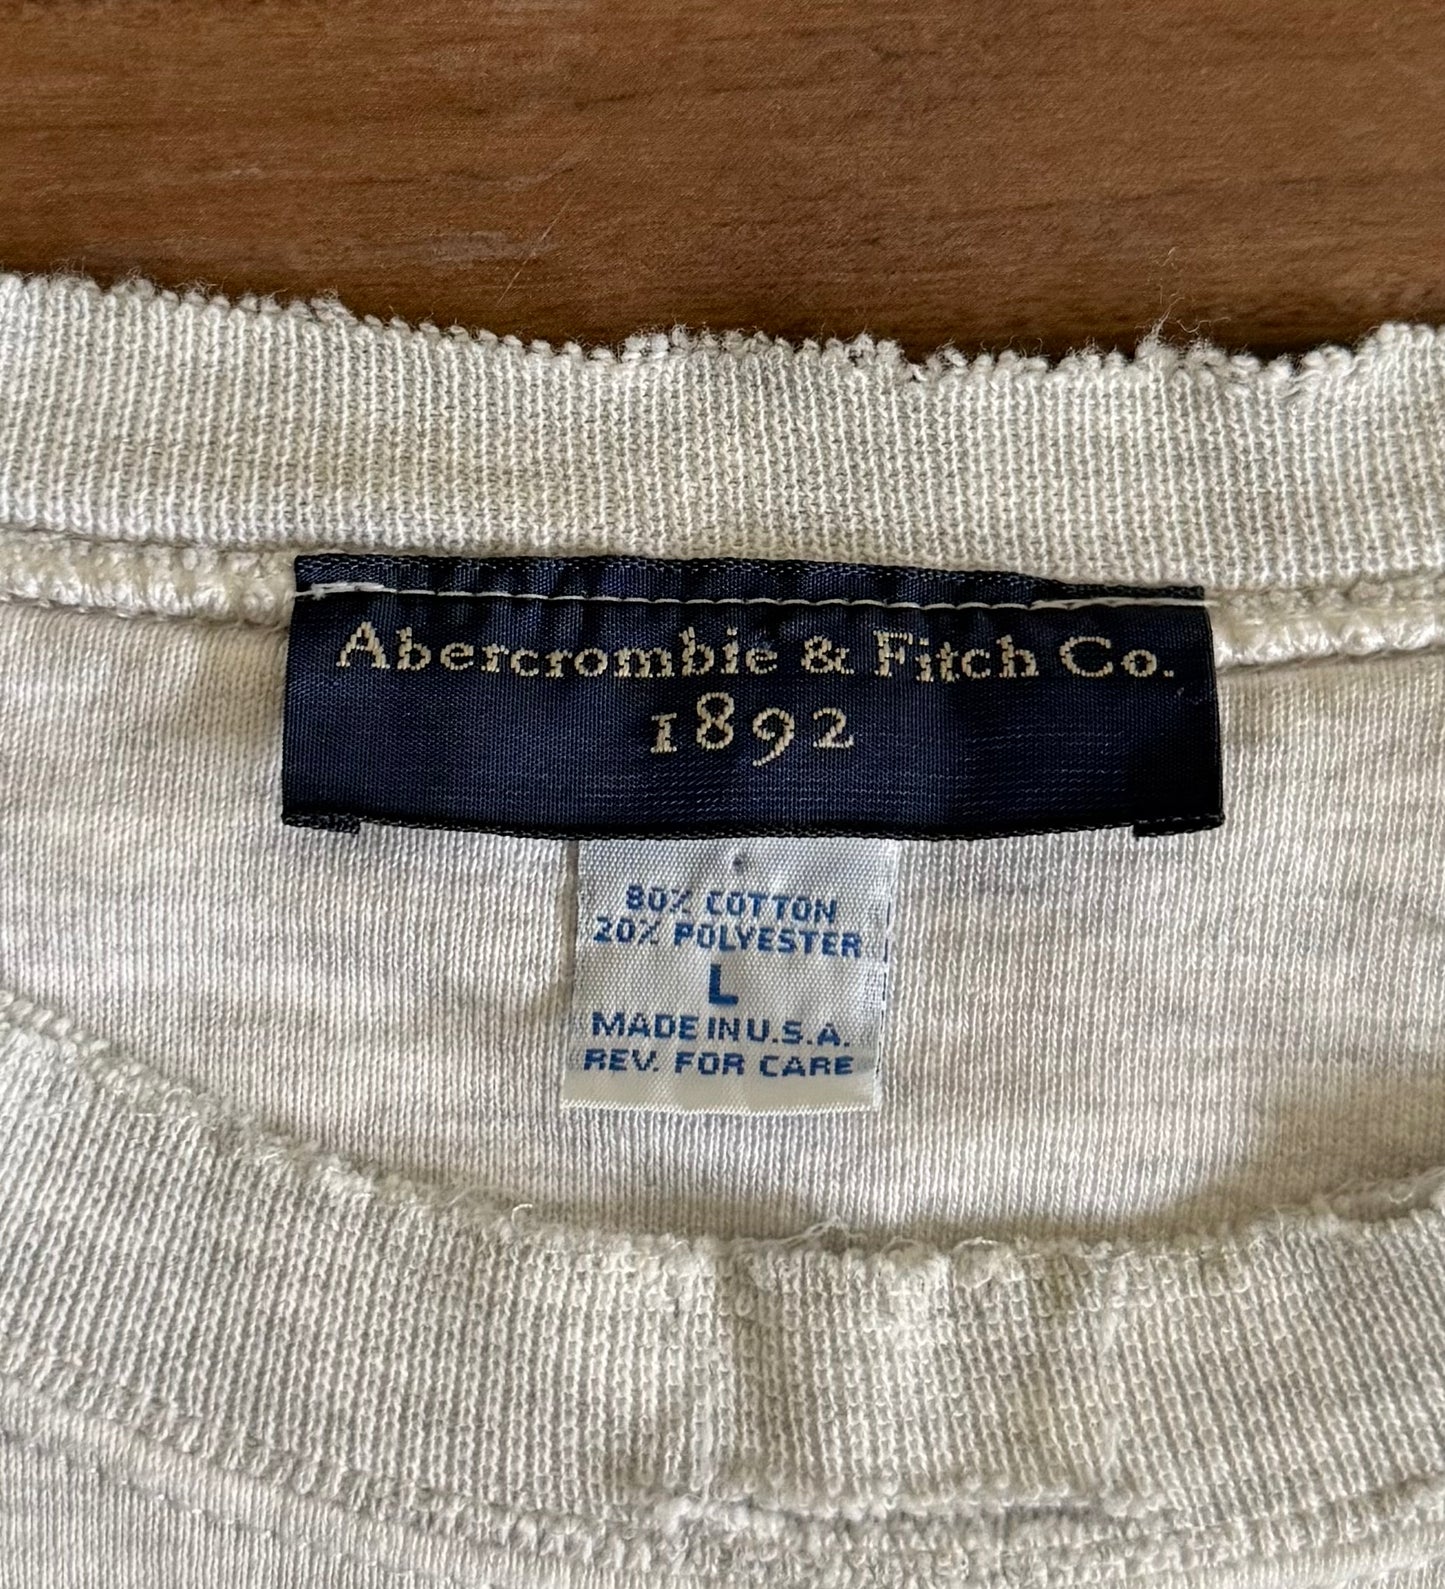 Abercrombie & Fitch Co.
1892
80% COTTON
20% POLYESTER
L
MADE IN U.S.A.
REV. FOR CARE